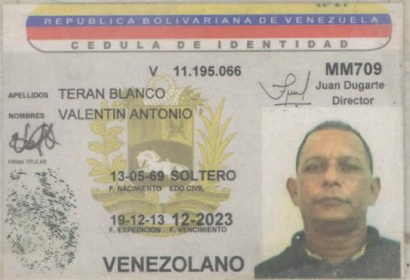 REPUBLICA BOLIVARIANA DE VENEZUELA
CEDULA DE IDENTIDAD
V 11.195.066
MM709
Juan Dugarte
Director
APELLIDOS TERAN BLANCO
NOMBRES VALENTIN ANTONIO
FIRMA TITULAR
13-05-69 SOLTERO
F. NACIMIENTO EDO CIVIL
19-12-13 12-2023
F. EXPEDICION F. VENCIMIENTO
VENEZOLANO